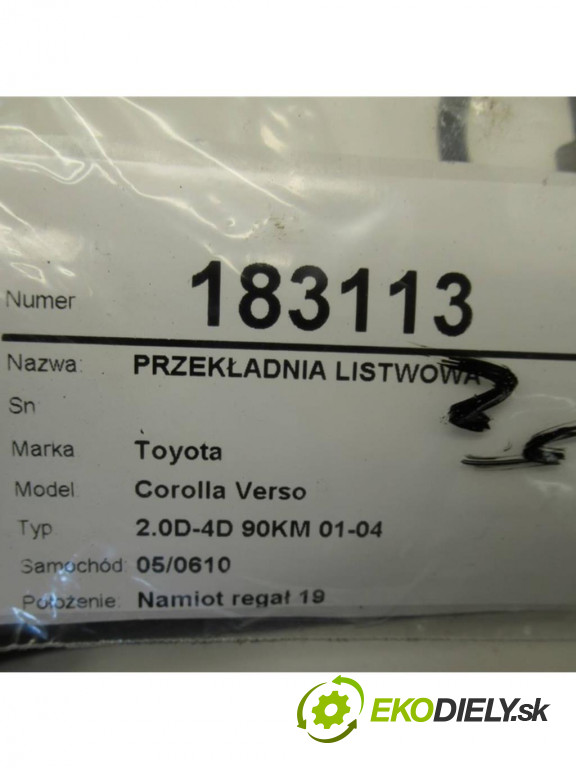 Numer 183113
Nazwa: PRZEKŁADNIA LISTWOWA
Sn
Marka Toyota
Model Corolla Verso
Typ 2.0D-4D 90KM 01-04
Samochód: 05/0610
Położenie: Namiot regał 19
EKODIELY.sk